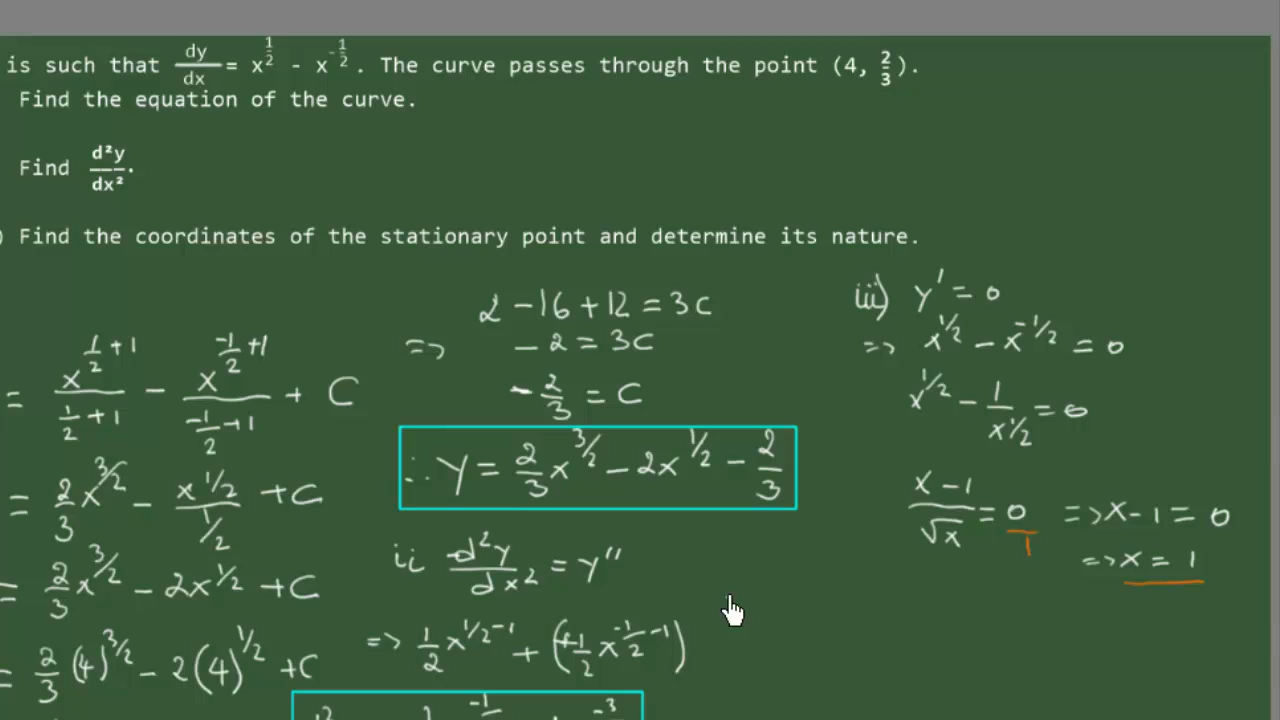 is such that dy/dx = x^(1/2) - x^(-1/2). The curve passes through the point (4, 2/3).
Find the equation of the curve.
Find d²y/dx².
) Find the coordinates of the stationary point and determine its nature.
= x^(1/2+1)/(1/2+1) - x^(-1/2+1)/(-1/2+1) + C
= 2/3 x^(3/2) - x^(1/2)/(1/2) + C
= 2/3 x^(3/2) - 2x^(1/2) + C
= 2/3 (4)^(3/2) - 2(4)^(1/2) + C
2 - 16 + 12 = 3C
=> - 2 = 3C
- 2/3 = C
∴ y = 2/3 x^(3/2) - 2x^(1/2) - 2/3
ii d²y/dx² = y''
=> 1/2 x^(1/2-1) + (+1/2 x^(-1/2-1))
iii) y' = 0
=> x^(1/2) - x^(-1/2) = 0
x^(1/2) - 1/x^(1/2) = 0
(x-1)/√x = 0/1 => x-1 = 0
=> x = 1